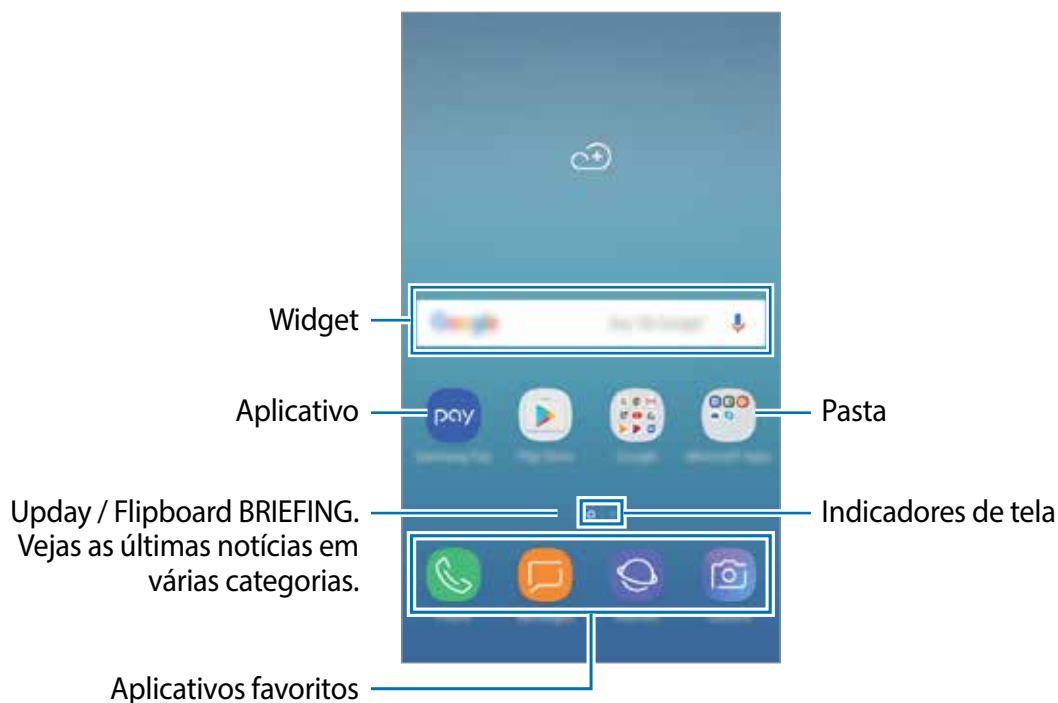 Widget
Aplicativo
pay
Pasta
Upday / Flipboard BRIEFING.
Vejas as últimas notícias em
várias categorias.
Indicadores de tela
Aplicativos favoritos